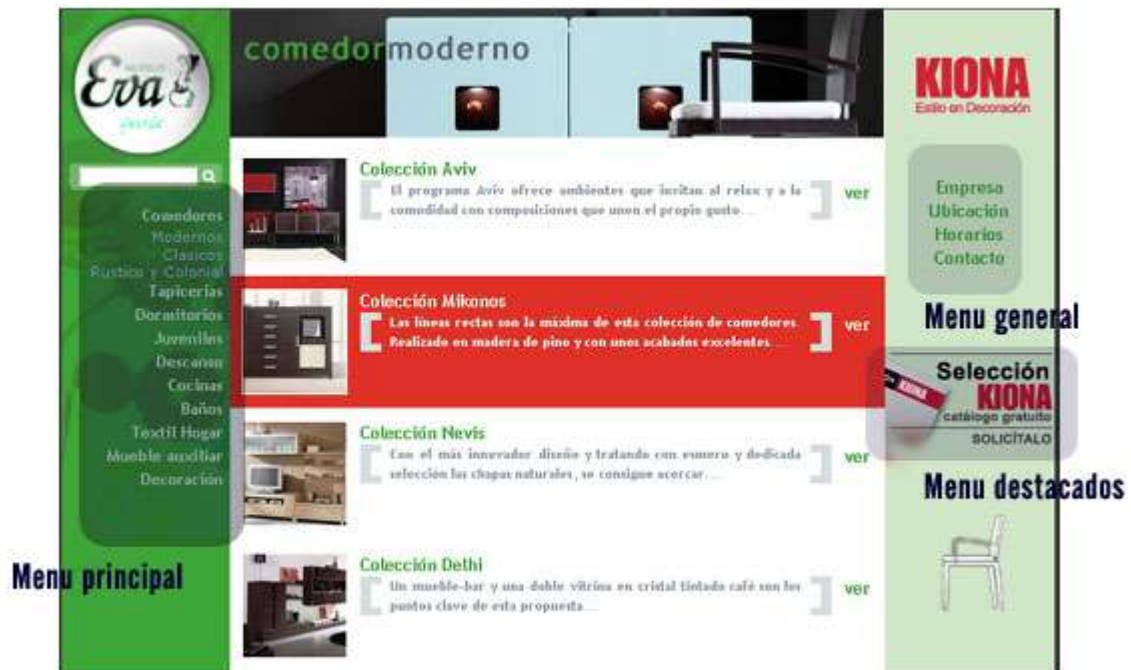 Eva
comedormoderno
KIONA
Estilo en Decoración
Colección Aviv
El programa Aviv ofrece ambientes que invitan al relax y a la
comodidad con composiciones que unen el propio gusto...
ver
Comedores
Modernos
Clasicos
Rustico y Colonial
Tapicerías
Dormitorios
Juveniles
Descanso
Cocinas
Baños
Textil Hogar
Mueble auxiliar
Decoración
Menu principal
Colección Mikonos
Las líneas rectas son la máxima de esta colección de comedores.
Realizado en madera de pino y con unos acabados excelentes...
ver
Colección Nevis
Con el más innovador diseño y tratando con esmero y dedicada
selección las chapas naturales, se consigue acercar...
ver
Colección Dethi
Un mueble-bar y una doble vitrina en cristal tintado café son los
puntos clave de esta propuesta...
ver
Empresa
Ubicación
Horarios
Contacto
Menu general
Selección
KIONA
catálogo gratuito
SOLICÍTALO
Menu destacados